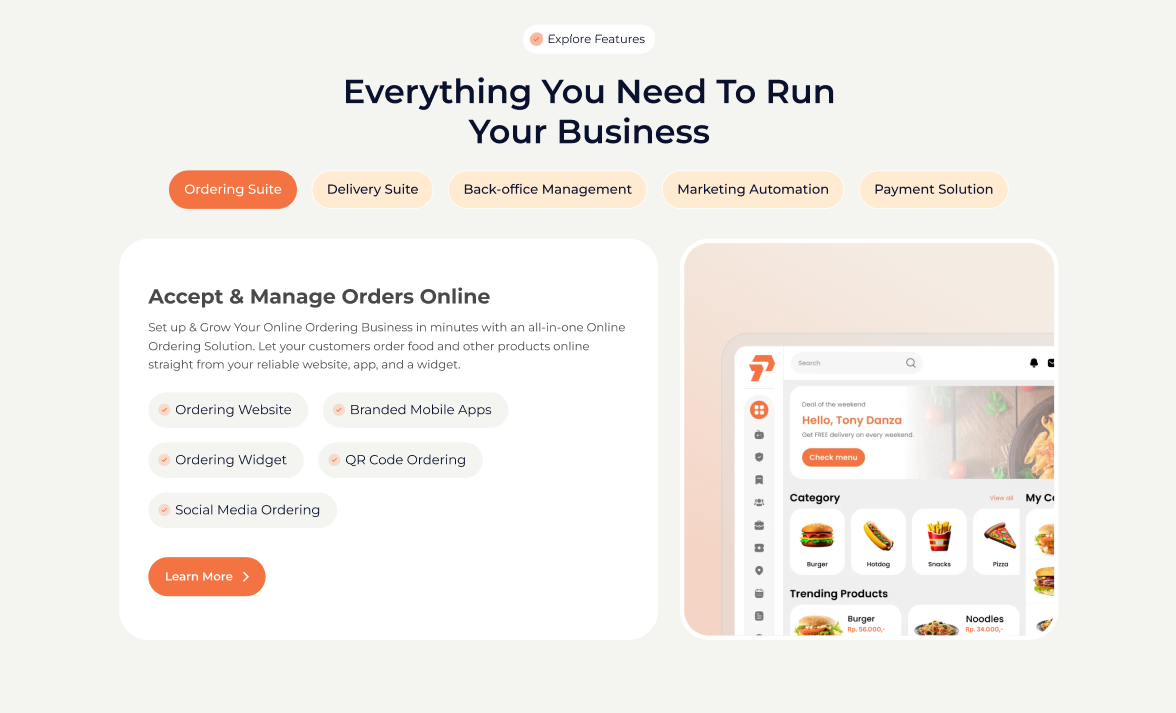 Explore Features
Everything You Need To Run
Your Business
Ordering Suite
Delivery Suite
Back-office Management
Marketing Automation
Payment Solution
Accept & Manage Orders Online
Set up & Grow Your Online Ordering Business in minutes with an all-in-one Online
Ordering Solution. Let your customers order food and other products online
straight from your reliable website, app, and a widget.
Ordering Website
Branded Mobile Apps
Ordering Widget
QR Code Ordering
Social Media Ordering
Learn More
Search
Deal of the weekend
Hello, Tony Danza
Get FREE delivery on every weekend.
Check menu
Category
View all
My
Burger
Hotdog
Snacks
Pizza
Trending Products
Burger
Rp. 56.000,-
Noodles
Rp. 34.000,-